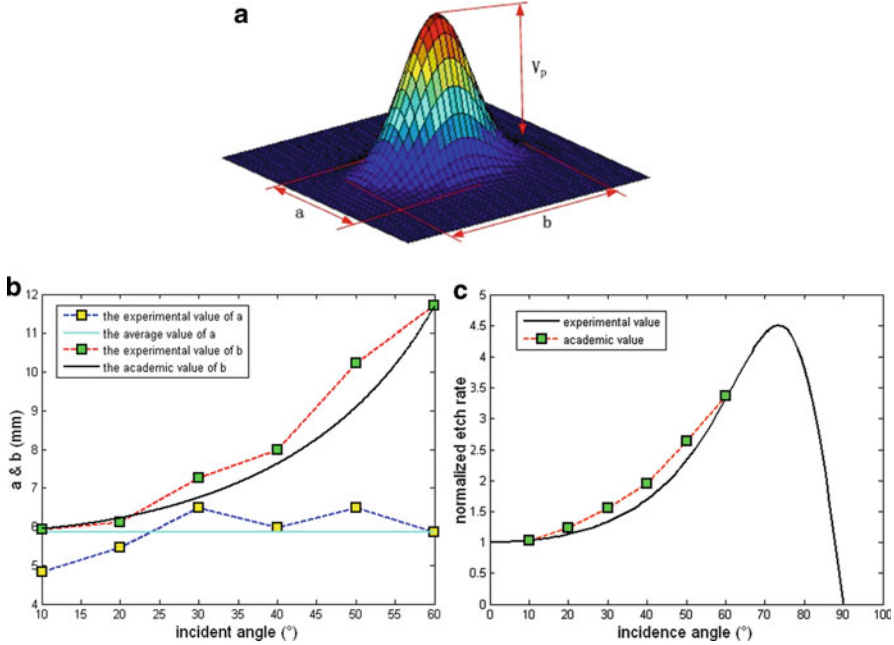 a
Vp
a
b
b
12
11
10
9
8
7
6
5
4
10
15
20
25
30
35
40
45
50
55
60
a & b (mm)
incident angle (°)
the experimental value of a
the average value of a
the experimental value of b
the academic value of b
c
5
4.5
4
3.5
3
2.5
2
1.5
1
0.5
0
0
10
20
30
40
50
60
70
80
90
100
normalized etch rate
incidence angle (°)
experimental value
academic value